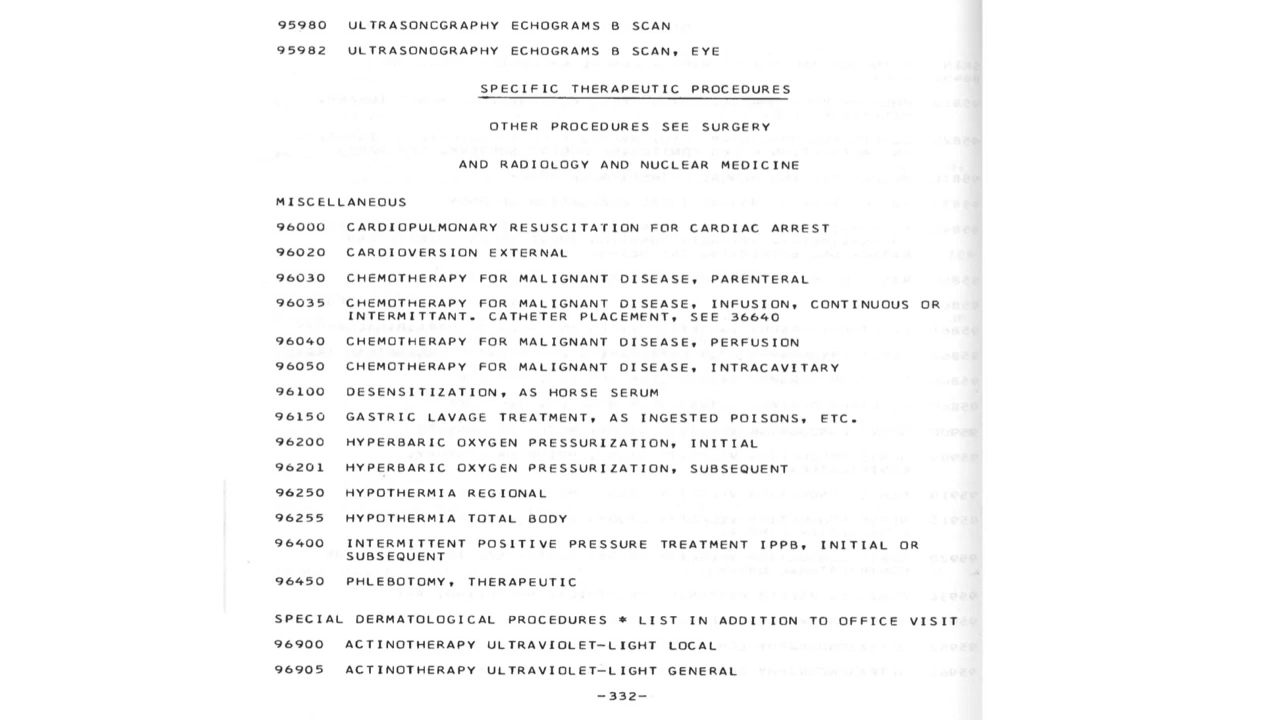 95980 ULTRASONCGRAPHY ECHOGRAMS B SCAN
95982 ULTRASONOGRAPHY ECHOGRAMS B SCAN, EYE
SPECIFIC THERAPEUTIC PROCEDURES
OTHER PROCEDURES SEE SURGERY
AND RADIOLOGY AND NUCLEAR MEDICINE
MISCELLANEOUS
96000 CARDIOPULMONARY RESUSCITATION FOR CARDIAC ARREST
96020 CARDIOVERSION EXTERNAL
96030 CHEMOTHERAPY FOR MALIGNANT DISEASE, PARENTERAL
96035 CHEMOTHERAPY FOR MALIGNANT DISEASE, INFUSION, CONTINUOUS OR
INTERMITTANT. CATHETER PLACEMENT, SEE 36640
96040 CHEMOTHERAPY FOR MALIGNANT DISEASE, PERFUSION
96050 CHEMOTHERAPY FOR MALIGNANT DISEASE, INTRACAVITARY
96100 DESENSITIZATION, AS HORSE SERUM
96150 GASTRIC LAVAGE TREATMENT, AS INGESTED POISONS, ETC.
96200 HYPERBARIC OXYGEN PRESSURIZATION, INITIAL
96201 HYPERBARIC OXYGEN PRESSURIZATION, SUBSEQUENT
96250 HYPOTHERMIA REGIONAL
96255 HYPOTHERMIA TOTAL BODY
96400 INTERMITTENT POSITIVE PRESSURE TREATMENT IPPB, INITIAL OR
SUBSEQUENT
96450 PHLEBOTOMY, THERAPEUTIC
SPECIAL DERMATOLOGICAL PROCEDURES * LIST IN ADDITION TO OFFICE VISIT
96900 ACTINOTHERAPY ULTRAVIOLET-LIGHT LOCAL
96905 ACTINOTHERAPY ULTRAVIOLET-LIGHT GENERAL
-332-